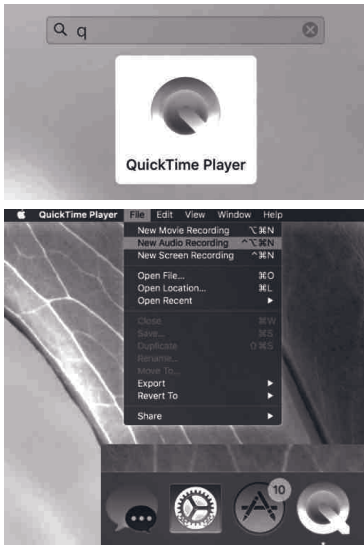 q
QuickTime Player
QuickTime Player File Edit View Window Help
New Movie Recording ⌥⌘N
New Audio Recording ⌃⌥⌘N
New Screen Recording ⌃⌘N
Open File... ⌘O
Open Location... ⌘L
Open Recent
Close ⌘W
Save... ⌘S
Duplicate ⇧⌘S
Rename...
Move To...
Export
Revert To
Share
10